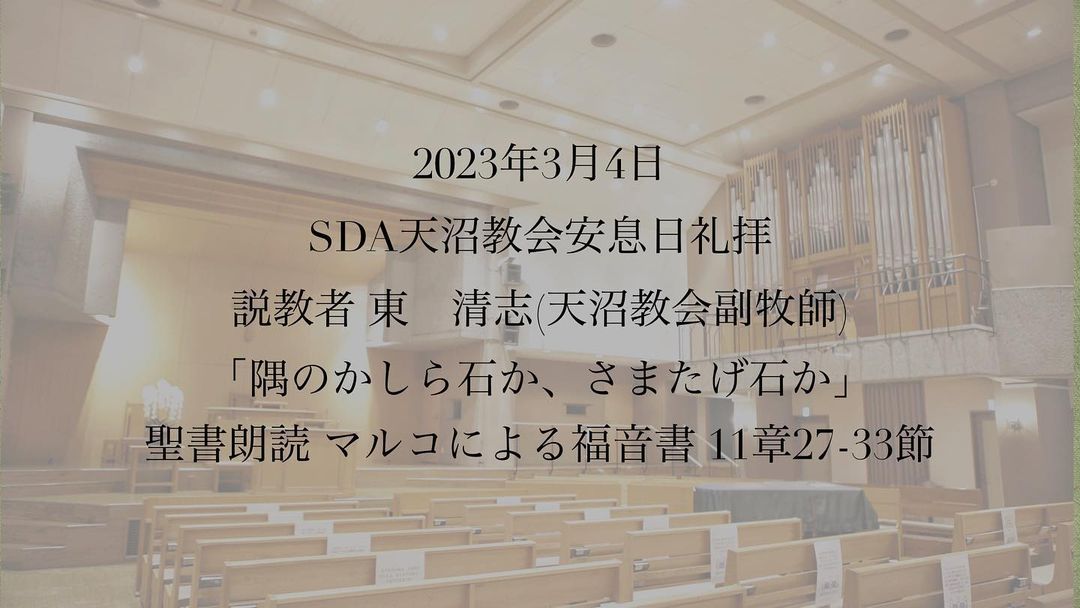 2023年3月4日
SDA天沼教会安息日礼拝
説教者 東　清志(天沼教会副牧師)
「隅のかしら石か、さまたげ石か」
聖書朗読 マルコによる福音書 11章27-33節